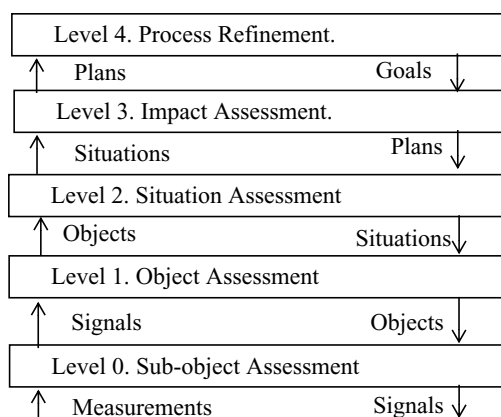 Level 4. Process Refinement.
Plans Goals
Level 3. Impact Assessment.
Situations Plans
Level 2. Situation Assessment
Objects Situations
Level 1. Object Assessment
Signals Objects
Level 0. Sub-object Assessment
Measurements Signals